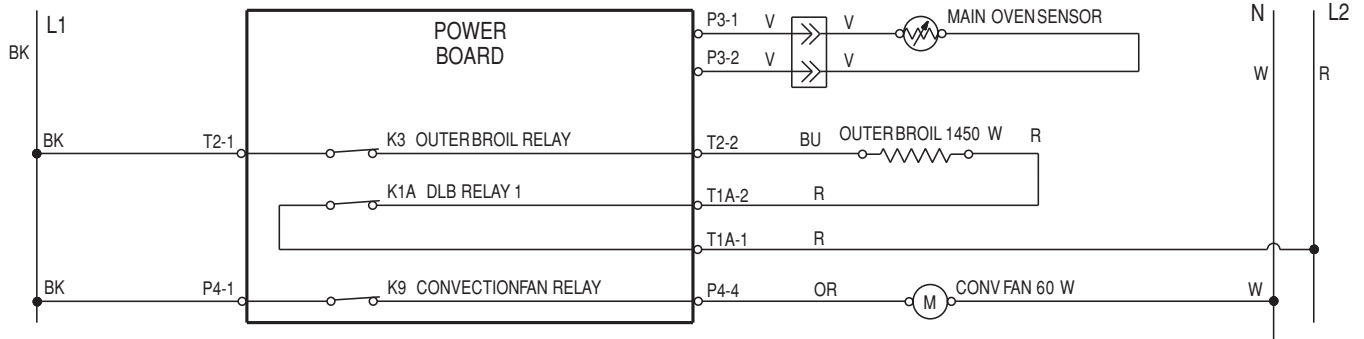 L1
BK
POWER
BOARD
P3-1 V V MAIN OVENSENSOR
N L2
P3-2 V V
W R
BK T2-1 K3 OUTERBROIL RELAY T2-2 BU OUTERBROIL 1450 W R
K1A DLB RELAY 1 T1A-2 R
T1A-1 R
BK P4-1 K9 CONVECTIONFAN RELAY P4-4 OR M CONV FAN 60 W W